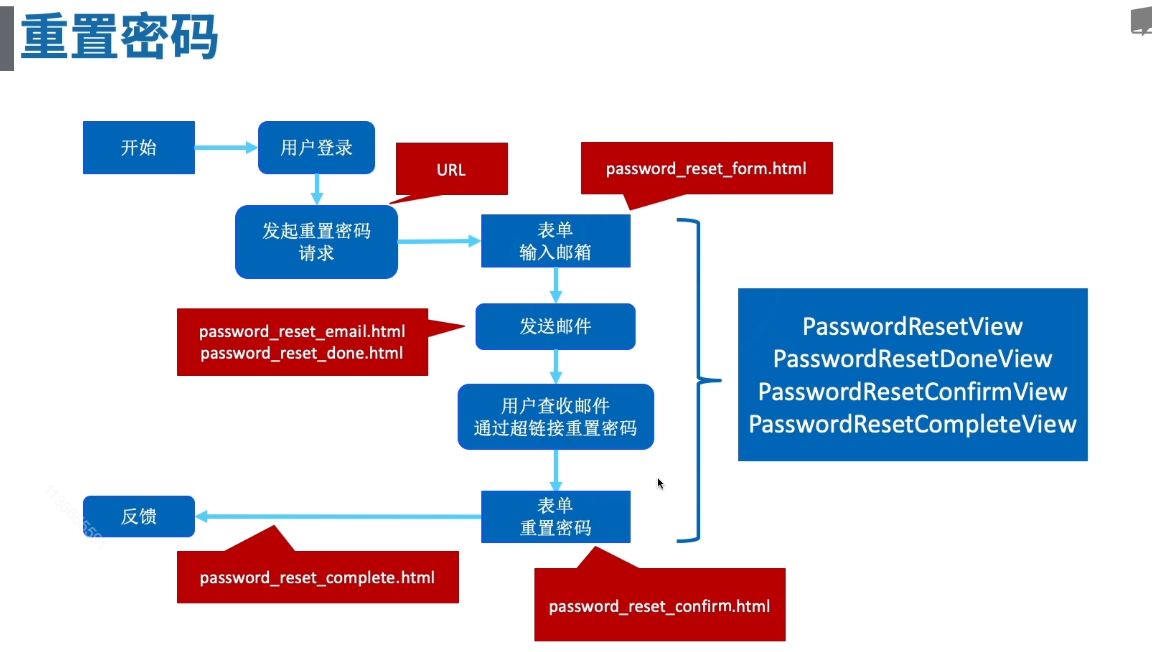 重置密码
开始
用户登录
URL
password_reset_form.html
发起重置密码
请求
表单
输入邮箱
password_reset_email.html
password_reset_done.html
发送邮件
PasswordResetView
PasswordResetDoneView
PasswordResetConfirmView
PasswordResetCompleteView
用户查收邮件
通过超链接重置密码
反馈
表单
重置密码
password_reset_complete.html
password_reset_confirm.html